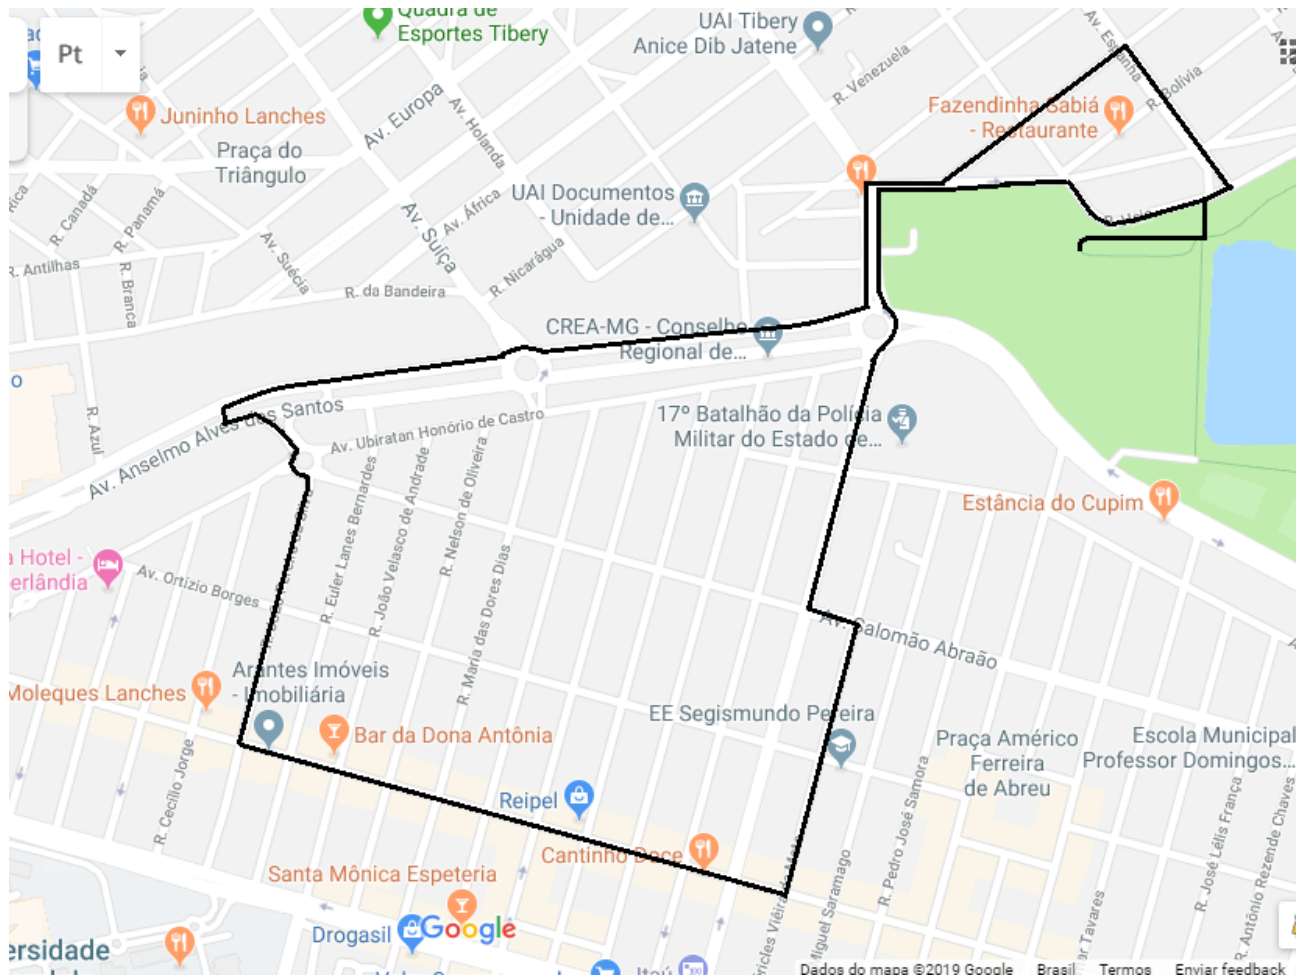 Pt
Quadra de
Esportes Tibery
UAI Tibery
Anice Dib Jatene
Av. Espanha
R. Venezuela
R. Bolívia
Fazendinha Sabiá
- Restaurante
Juninho Lanches
Av. Europa
Av. Holanda
Praça do
Triângulo
UAI Documentos
- Unidade de...
R. Canadá
R. Panamá
Av. África
Av. Suíça
Av. Suécia
R. Nicarágua
R. Antilhas
R. Branca
R. da Bandeira
CREA-MG - Conselho
Regional de...
R. Azul
Av. Anselmo Alves dos Santos
Av. Ubiratan Honório de Castro
17º Batalhão da Polícia
Militar do Estado de...
R. Euler Lanes Bernardes
R. João Velasco de Andrade
R. Nelson de Oliveira
R. Maria das Dores Dias
Estância do Cupim
a Hotel -
erlândia
Av. Ortizio Borges
Av. Salomão Abraão
Arantes Imóveis
- Imobiliária
Moleques Lanches
Bar da Dona Antônia
EE Segismundo Pereira
Praça Américo
Ferreira
de Abreu
Escola Municipal
Professor Domingos...
R. Cecílio Jorge
Reipel
Cantinho Doce
R. Pedro José Samora
R. José Lélis França
R. Antônio Rezende Chaves
Miguel Saramago
Santa Mônica Espeteria
Drogasil
Google
ersidade
Itaú
Tavares
Dados do mapa ©2019 Google Brasil Termos Enviar feedback